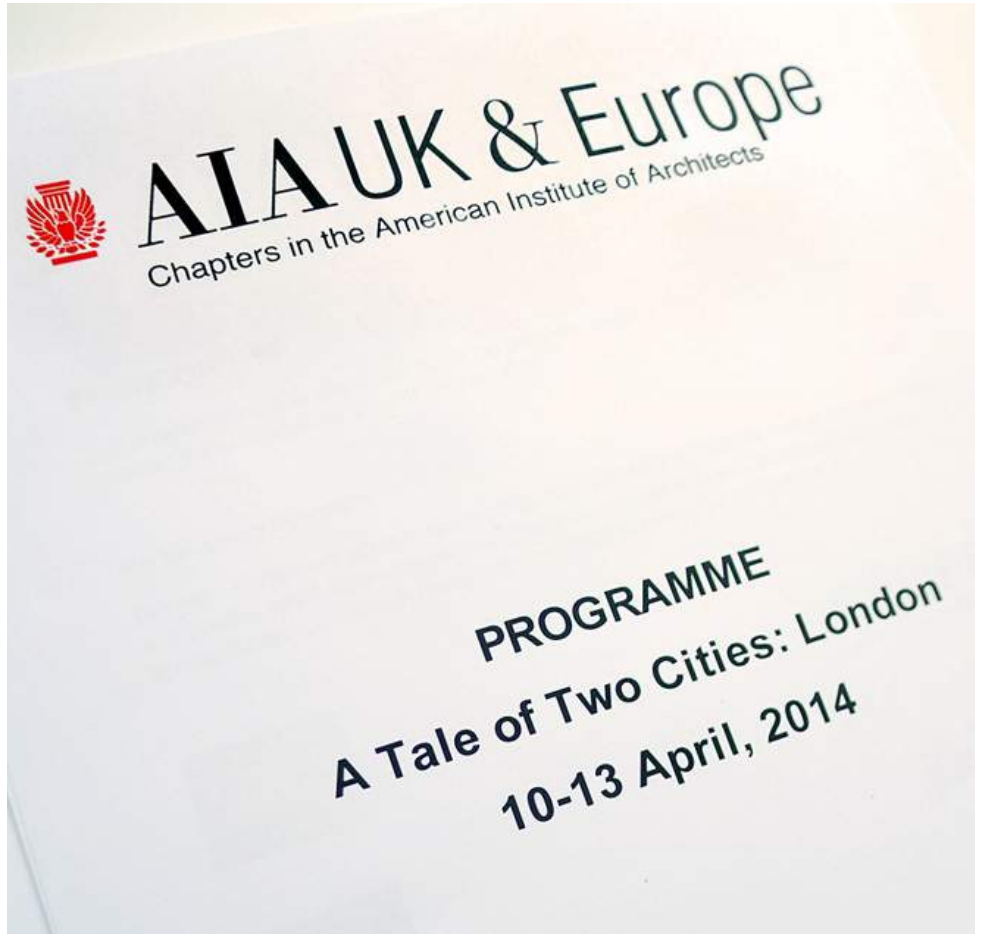 AIA UK & Europe
Chapters in the American Institute of Architects
PROGRAMME
A Tale of Two Cities: London
10-13 April, 2014